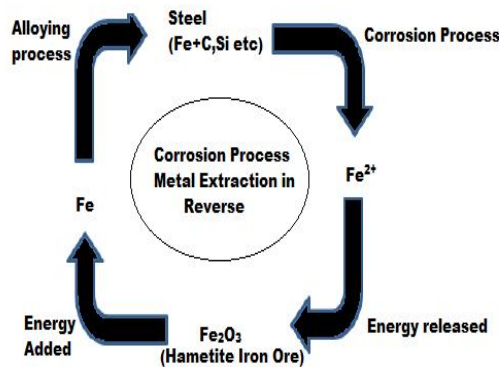 Steel
(Fe+C,Si etc)
Alloying
process
Corrosion Process
Corrosion Process
Metal Extraction in
Reverse
Fe²⁺
Fe
Energy
Added
Fe₂O₃
(Hametite Iron Ore)
Energy released